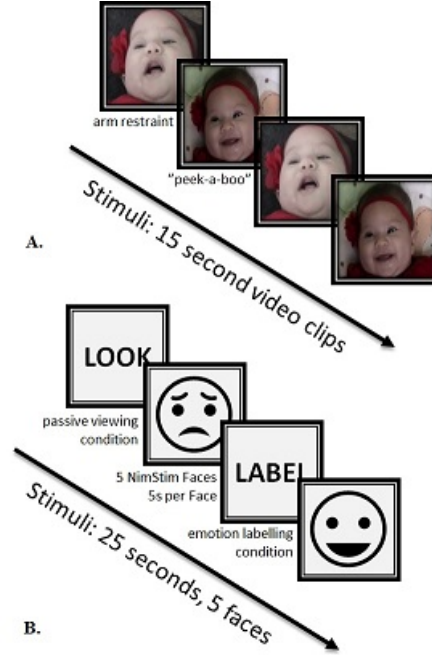 arm restraint
"peek-a-boo"
Stimuli: 15 second video clips
A.
LOOK
passive viewing
condition
5 NimStim Faces
5s per Face
LABEL
emotion labelling
condition
Stimuli: 25 seconds, 5 faces
B.